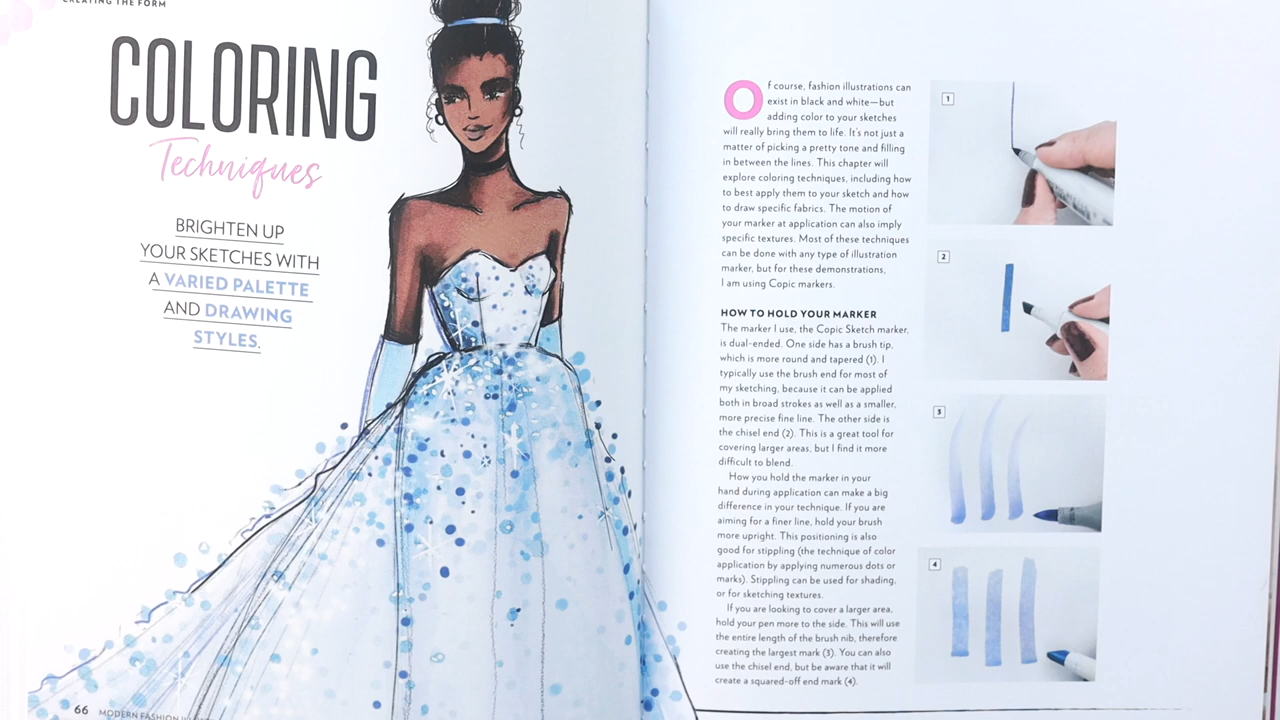 CREATING THE FORM
COLORING
Techniques
BRIGHTEN UP
YOUR SKETCHES WITH
A VARIED PALETTE
AND DRAWING
STYLES.
66 MODERN FASHION
Of course, fashion illustrations can
exist in black and white—but
adding color to your sketches
will really bring them to life. It's not just a
matter of picking a pretty tone and filling
in between the lines. This chapter will
explore coloring techniques, including how
to best apply them to your sketch and how
to draw specific fabrics. The motion of
your marker at application can also imply
specific textures. Most of these techniques
can be done with any type of illustration
marker, but for these demonstrations,
I am using Copic markers.
HOW TO HOLD YOUR MARKER
The marker I use, the Copic Sketch marker,
is dual-ended. One side has a brush tip,
which is more round and tapered (1). I
typically use the brush end for most of
my sketching, because it can be applied
both in broad strokes as well as a smaller,
more precise fine line. The other side is
the chisel end (2). This is a great tool for
covering larger areas, but I find it more
difficult to blend.
How you hold the marker in your
hand during application can make a big
difference in your technique. If you are
aiming for a finer line, hold your brush
more upright. This positioning is also
good for stippling (the technique of color
application by applying numerous dots or
marks). Stippling can be used for shading,
or for sketching textures.
If you are looking to cover a larger area,
hold your pen more to the side. This will use
the entire length of the brush nib, therefore
creating the largest mark (3). You can also
use the chisel end, but be aware that it will
create a squared-off end mark (4).
1
2
3
4